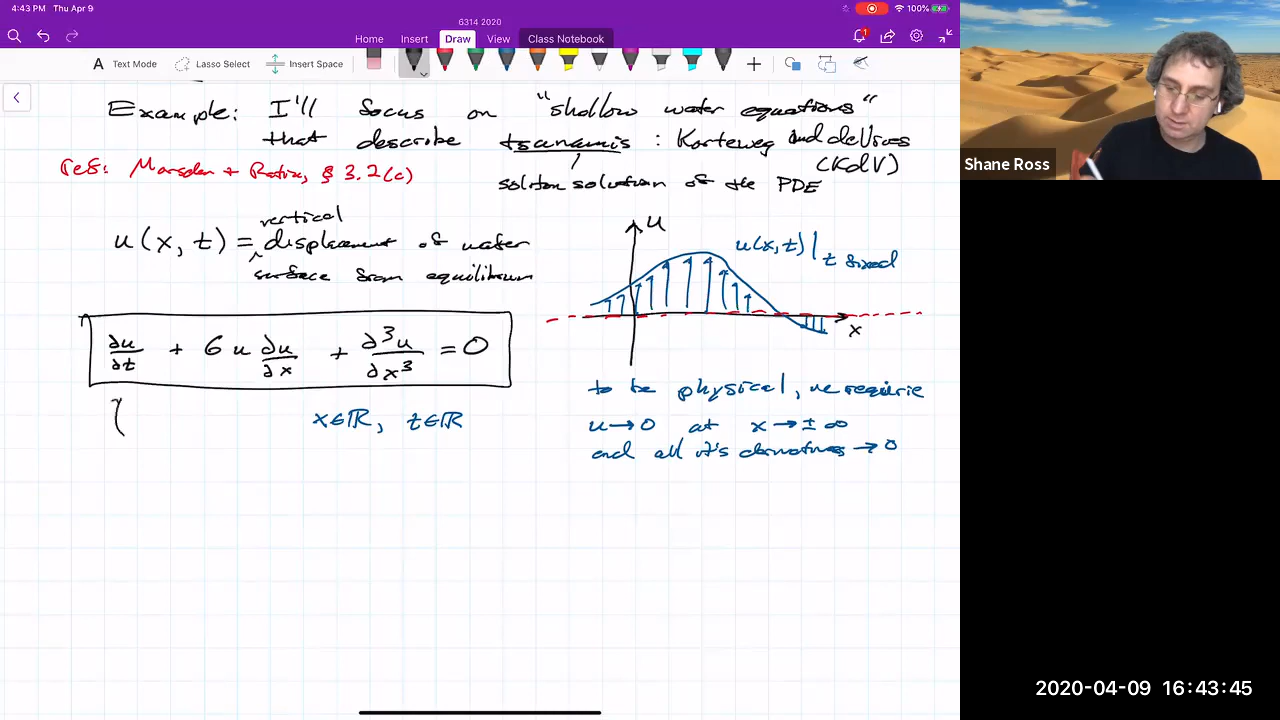 4:43 PM Thu Apr 9
100%
6314 2020
Home Insert Draw View Class Notebook
Text Mode Lasso Select Insert Space
Example: I'll focus on "shallow water equations"
that describe tsunamis : Korteweg and deVries
(KdV)
ref: Marsden + Ratiu, § 3.2(c)
soliton solution of the PDE
vertical
u(x, t) = displacement of water
surface from equilibrium
u
u(x,t)|t fixed
x
∂u/∂t + 6 u ∂u/∂x + ∂³u/∂x³ = 0
x∈ℝ, t∈ℝ
to be physical, we require
u→0 at x→±∞
and all it's derivatives →0
Shane Ross
2020-04-09 16:43:45